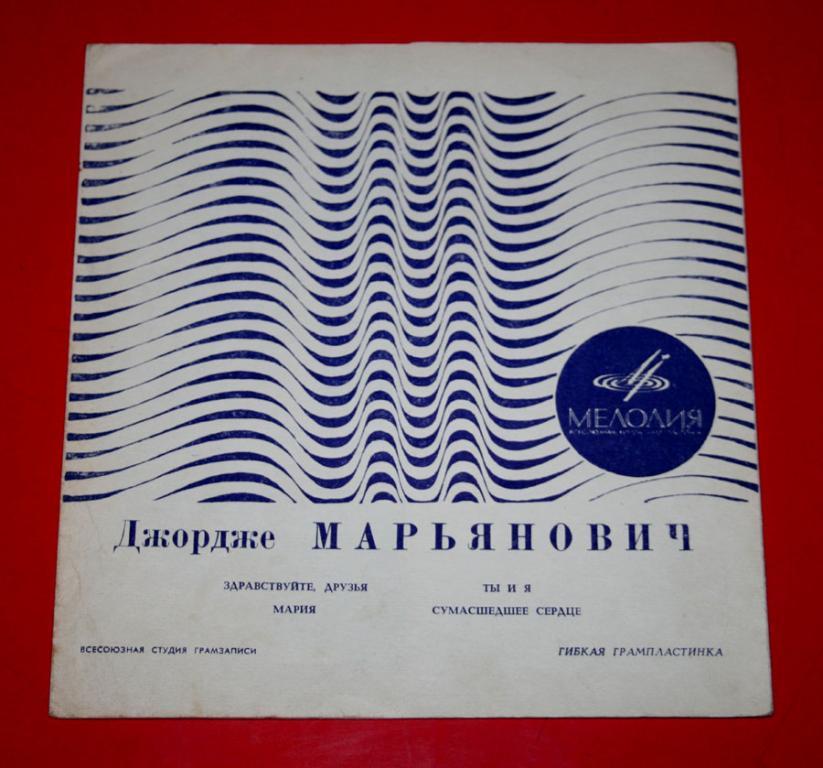 МЕЛОДИЯ
Джордже МАРЬЯНОВИЧ
ЗДРАВСТВУЙТЕ, ДРУЗЬЯ
МАРИЯ
ТЫ И Я
СУМАСШЕДШЕЕ СЕРДЦЕ
ВСЕСОЮЗНАЯ СТУДИЯ ГРАМЗАПИСИ
ГИБКАЯ ГРАМПЛАСТИНКА